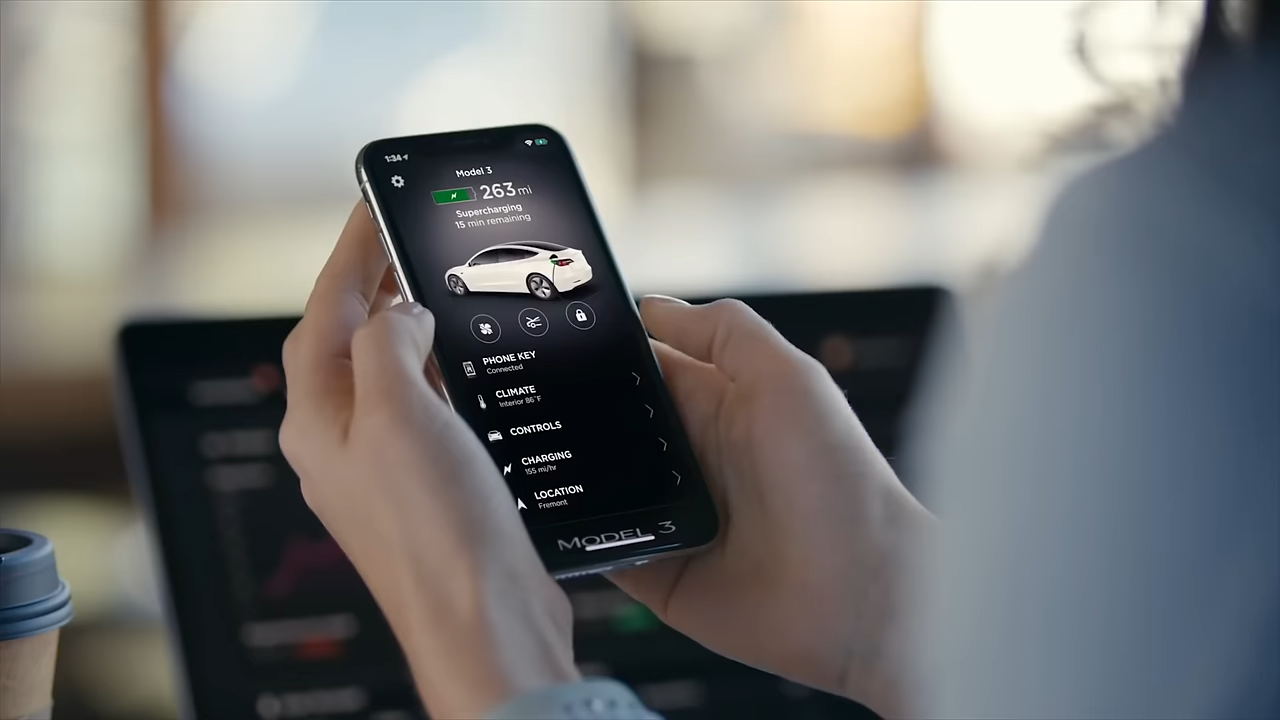 1:34
Model 3
263 mi
Supercharging
15 min remaining
PHONE KEY
Connected
CLIMATE
Interior 86°F
CONTROLS
CHARGING
155 mi/hr
LOCATION
Fremont
MODEL 3